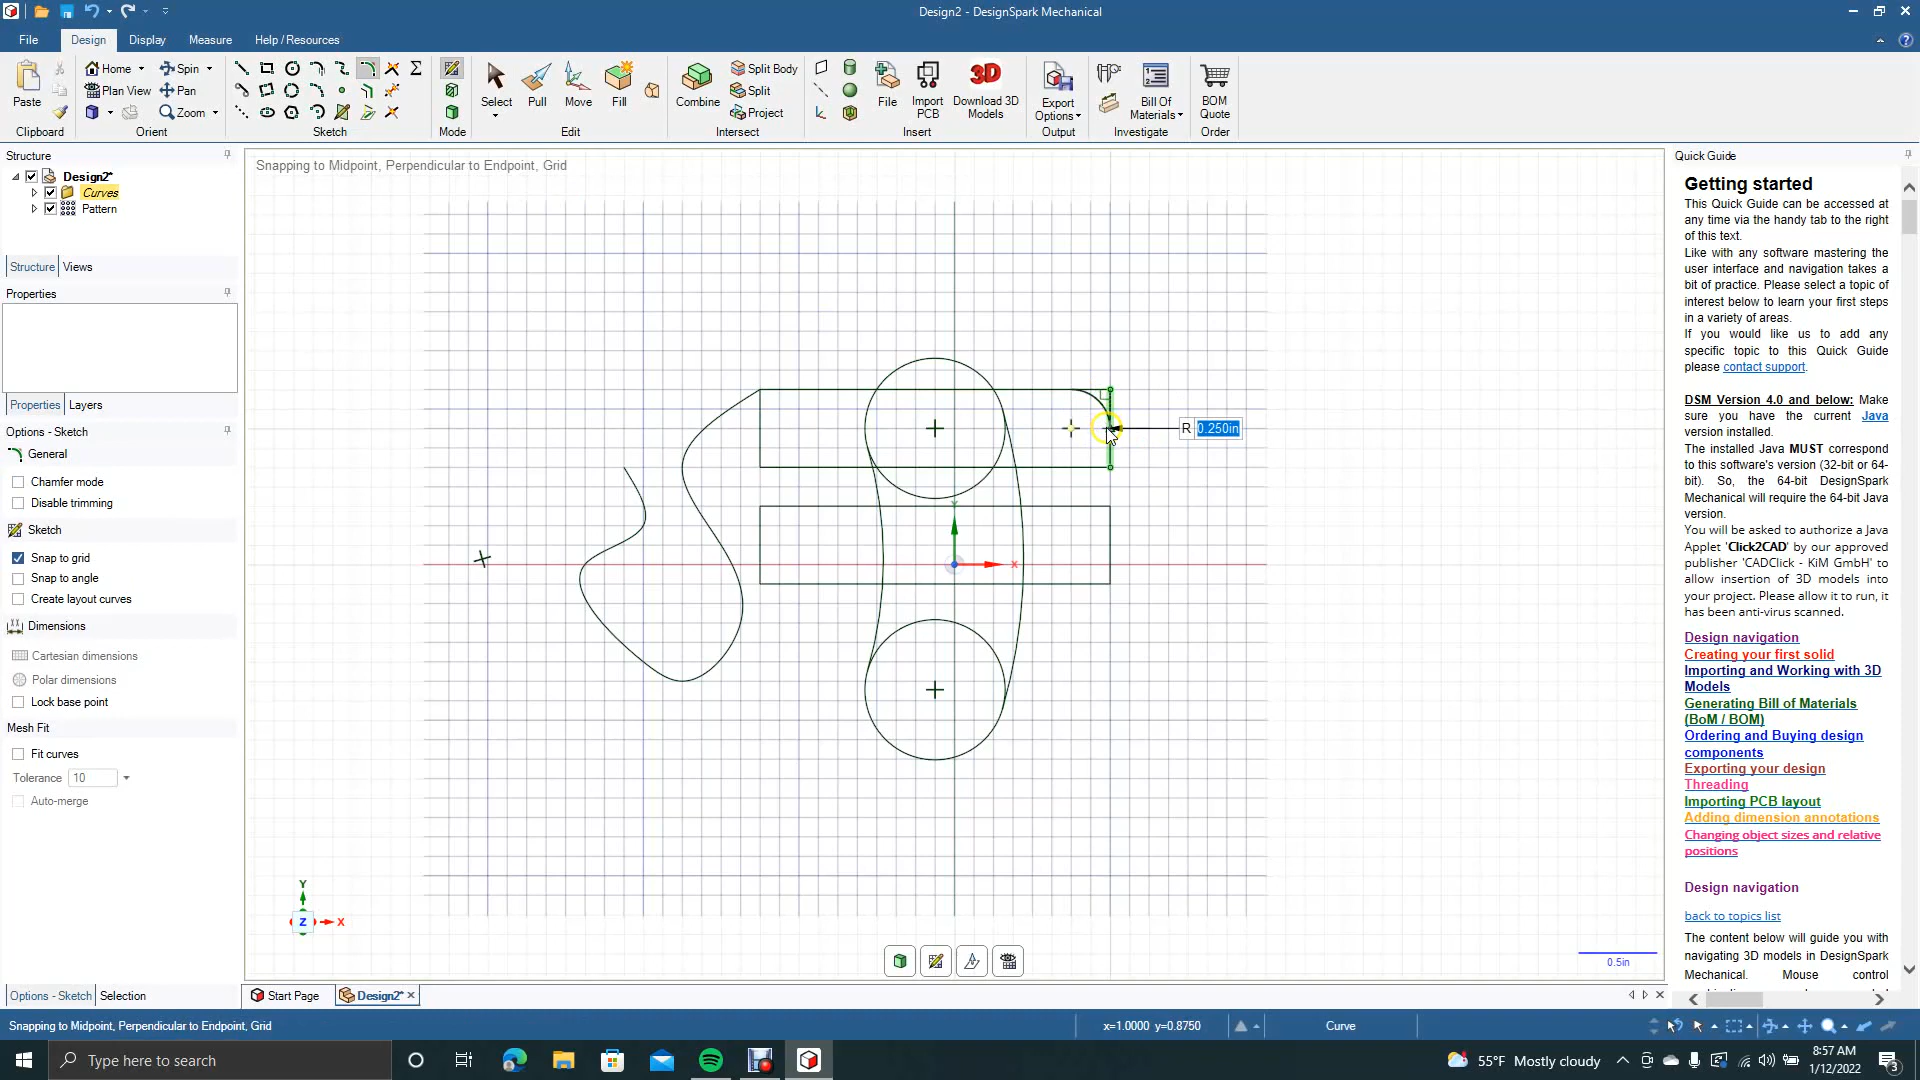 Design2 - DesignSpark Mechanical
File Design Display Measure Help / Resources
Paste
Clipboard
Home Spin
Plan View Pan
Zoom
Orient
Sketch
Mode
Select Pull Move Fill
Edit
Combine
Split Body
Split
Project
Intersect
File
Import PCB
3D
Download 3D Models
Insert
Export Options
Output
Bill Of Materials
Investigate
BOM Quote
Order
Structure
Design2*
Curves
Pattern
Structure Views
Properties
Properties Layers
Options - Sketch
General
Chamfer mode
Disable trimming
Sketch
Snap to grid
Snap to angle
Create layout curves
Dimensions
Cartesian dimensions
Polar dimensions
Lock base point
Mesh Fit
Fit curves
Tolerance 10
Auto-merge
Options - Sketch Selection
Snapping to Midpoint, Perpendicular to Endpoint, Grid
R 0.250in
Y
X
Y
Z X
0.5in
Start Page Design2*
Quick Guide
Getting started
This Quick Guide can be accessed at
any time via the handy tab to the right
of this text.
Like with any software mastering the
user interface and navigation takes a
bit of practice. Please select a topic of
interest below to learn your first steps
in a variety of areas.
If you would like us to add any
specific topic to this Quick Guide
please contact support.
DSM Version 4.0 and below: Make
sure you have the current Java
version installed.
The installed Java MUST correspond
to this software's version (32-bit or 64-
bit). So, the 64-bit DesignSpark
Mechanical will require the 64-bit Java
version.
You will be asked to authorize a Java
Applet 'Click2CAD' by our approved
publisher 'CADClick - KiM GmbH' to
allow insertion of 3D models into
your project. Please allow it to run, it
has been anti-virus scanned.
Design navigation
Creating your first solid
Importing and Working with 3D
Models
Generating Bill of Materials
(BoM / BOM)
Ordering and Buying design
components
Exporting your design
Threading
Importing PCB layout
Adding dimension annotations
Changing object sizes and relative
positions
Design navigation
back to topics list
The content below will guide you with
navigating 3D models in DesignSpark
Mechanical. Mouse control
Snapping to Midpoint, Perpendicular to Endpoint, Grid
x=1.0000 y=0.8750
Curve
Type here to search
55°F Mostly cloudy
8:57 AM
1/12/2022
3